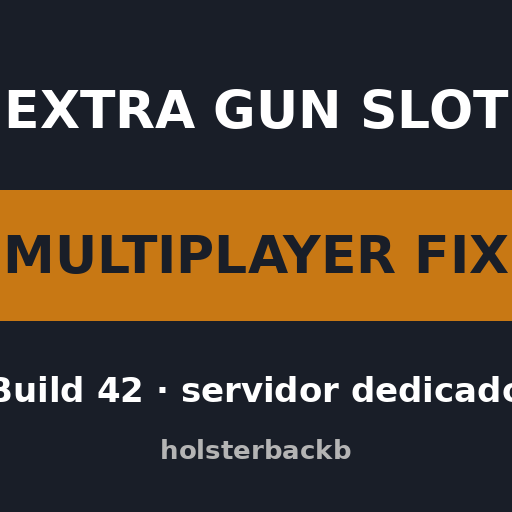 EXTRA GUN SLOT
MULTIPLAYER FIX
Build 42 · servidor dedicado
holsterbackb